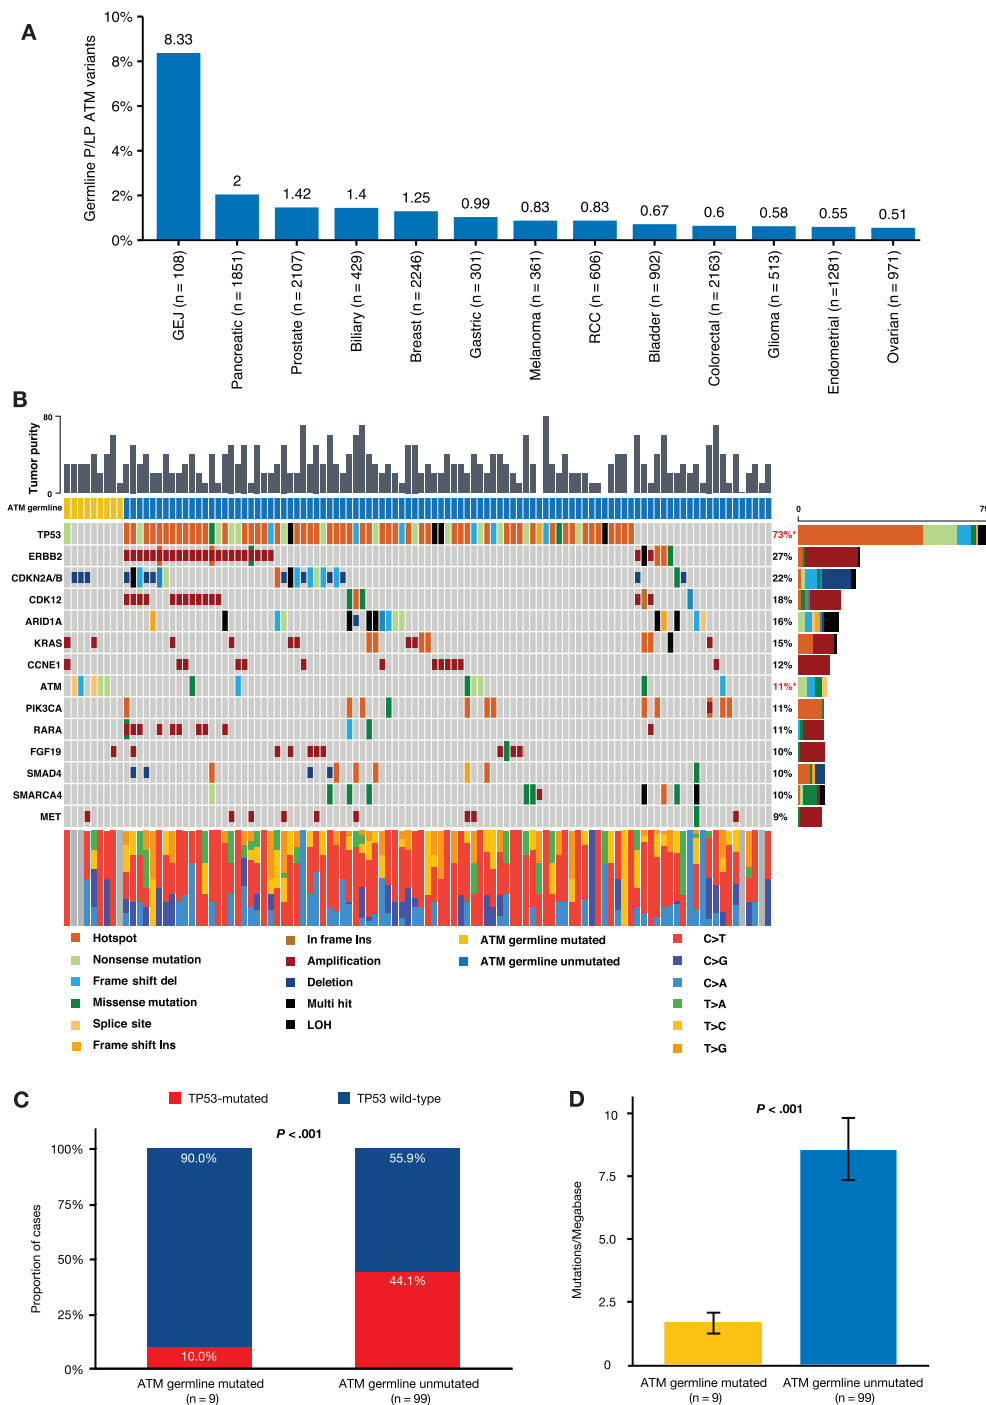 A
Germline P/LP ATM variants
10%
8%
6%
4%
2%
0%
8.33
2
1.42
1.4
1.25
0.99
0.83
0.83
0.67
0.6
0.58
0.55
0.51
GEJ (n = 108)
Pancreatic (n = 1851)
Prostate (n = 2107)
Biliary (n = 429)
Breast (n = 2246)
Gastric (n = 301)
Melanoma (n = 361)
RCC (n = 606)
Bladder (n = 902)
Colorectal (n = 2163)
Glioma (n = 513)
Endometrial (n =1281)
Ovarian (n = 971)
B
Tumor purity
80
0
ATM germline
0
TP53 73%*
ERBB2 27%
CDKN2A/B 22%
CDK12 18%
ARID1A 16%
KRAS 15%
CCNE1 12%
ATM 11%*
PIK3CA 11%
RARA 11%
FGF19 10%
SMAD4 10%
SMARCA4 10%
MET 9%
Hotspot
Nonsense mutation
Frame shift del
Missense mutation
Splice site
Frame shift Ins
In frame Ins
Amplification
Deletion
Multi hit
LOH
ATM germline mutated
ATM germline unmutated
C>T
C>G
C>A
T>A
T>C
T>G
C
TP53-mutated
TP53 wild-type
P < .001
Proportion of cases
100%
75%
50%
25%
0%
90.0%
10.0%
55.9%
44.1%
ATM germline mutated
(n = 9)
ATM germline unmutated
(n = 99)
D
P < .001
Mutations/Megabase
10
7.5
5.0
2.5
0
ATM germline mutated
(n = 9)
ATM germline unmutated
(n = 99)